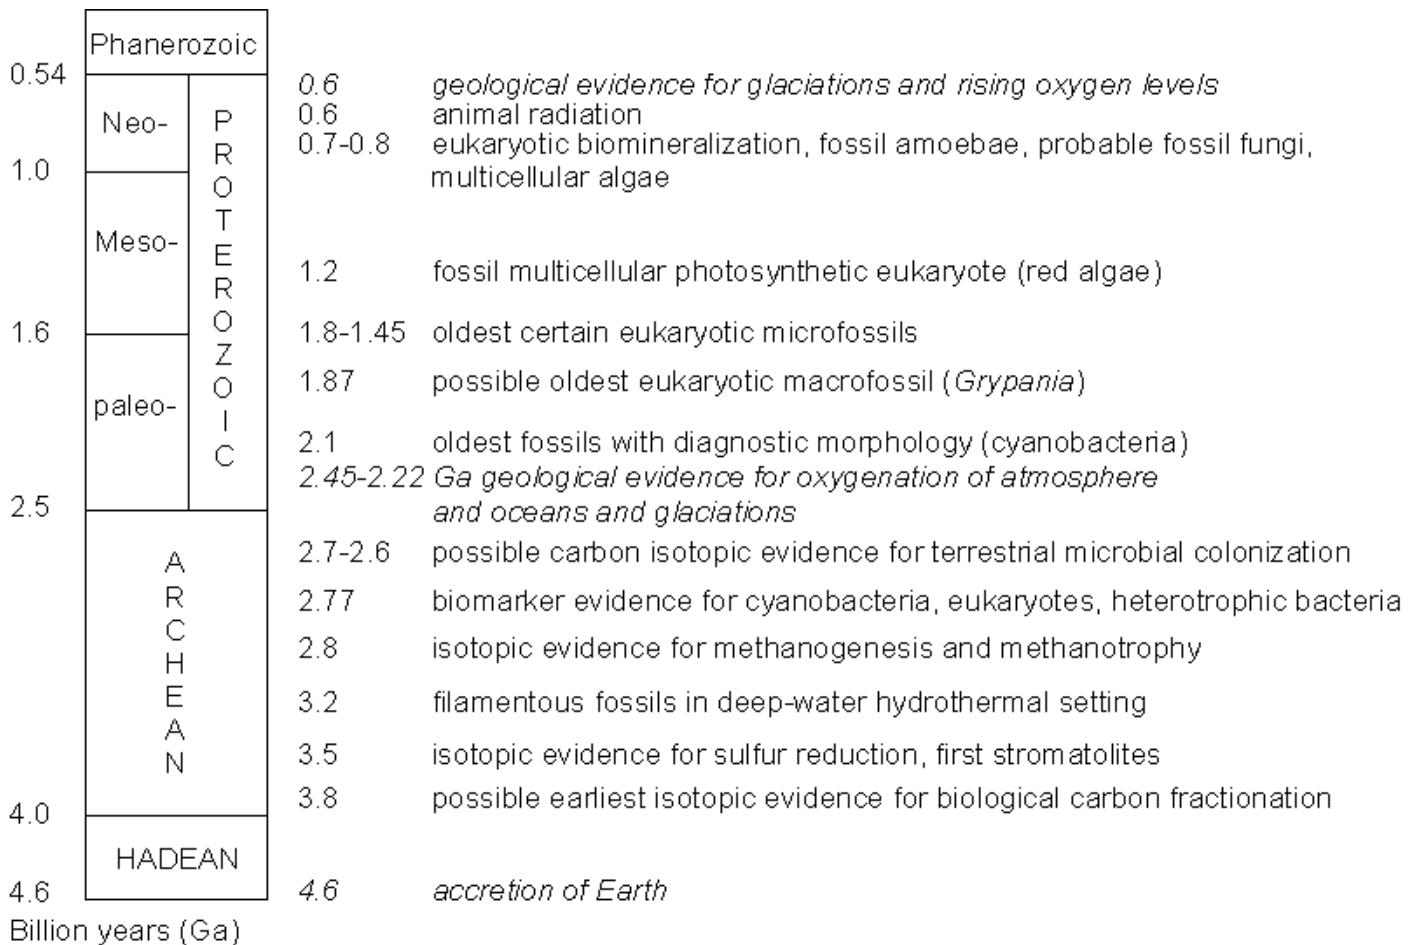 Phanerozoic
0.54
0.6 geological evidence for glaciations and rising oxygen levels
0.6 animal radiation
Neo-
0.7-0.8 eukaryotic biomineralization, fossil amoebae, probable fossil fungi,
multicellular algae
1.0
PROTEROZOIC
Meso-
1.2 fossil multicellular photosynthetic eukaryote (red algae)
1.6
1.8-1.45 oldest certain eukaryotic microfossils
1.87 possible oldest eukaryotic macrofossil (Grypania)
paleo-
2.1 oldest fossils with diagnostic morphology (cyanobacteria)
2.45-2.22 Ga geological evidence for oxygenation of atmosphere
and oceans and glaciations
2.5
ARCHEAN
2.7-2.6 possible carbon isotopic evidence for terrestrial microbial colonization
2.77 biomarker evidence for cyanobacteria, eukaryotes, heterotrophic bacteria
2.8 isotopic evidence for methanogenesis and methanotrophy
3.2 filamentous fossils in deep-water hydrothermal setting
3.5 isotopic evidence for sulfur reduction, first stromatolites
3.8 possible earliest isotopic evidence for biological carbon fractionation
4.0
HADEAN
4.6
4.6 accretion of Earth
Billion years (Ga)